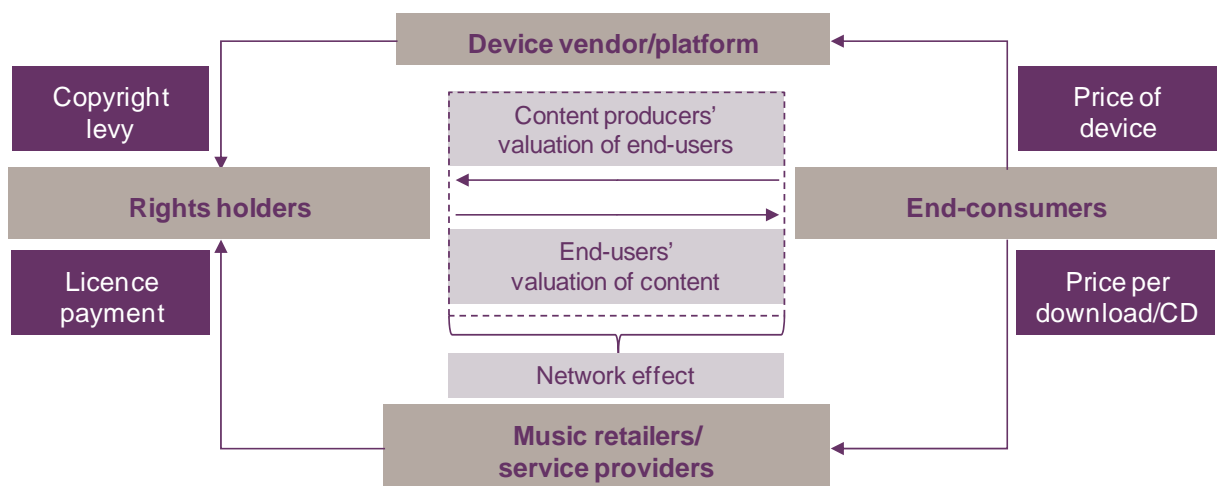 Device vendor/platform
Copyright
levy
Content producers’
valuation of end-users
Price of
device
Rights holders
End-consumers
Licence
payment
End-users’
valuation of content
Price per
download/CD
Network effect
Music retailers/
service providers